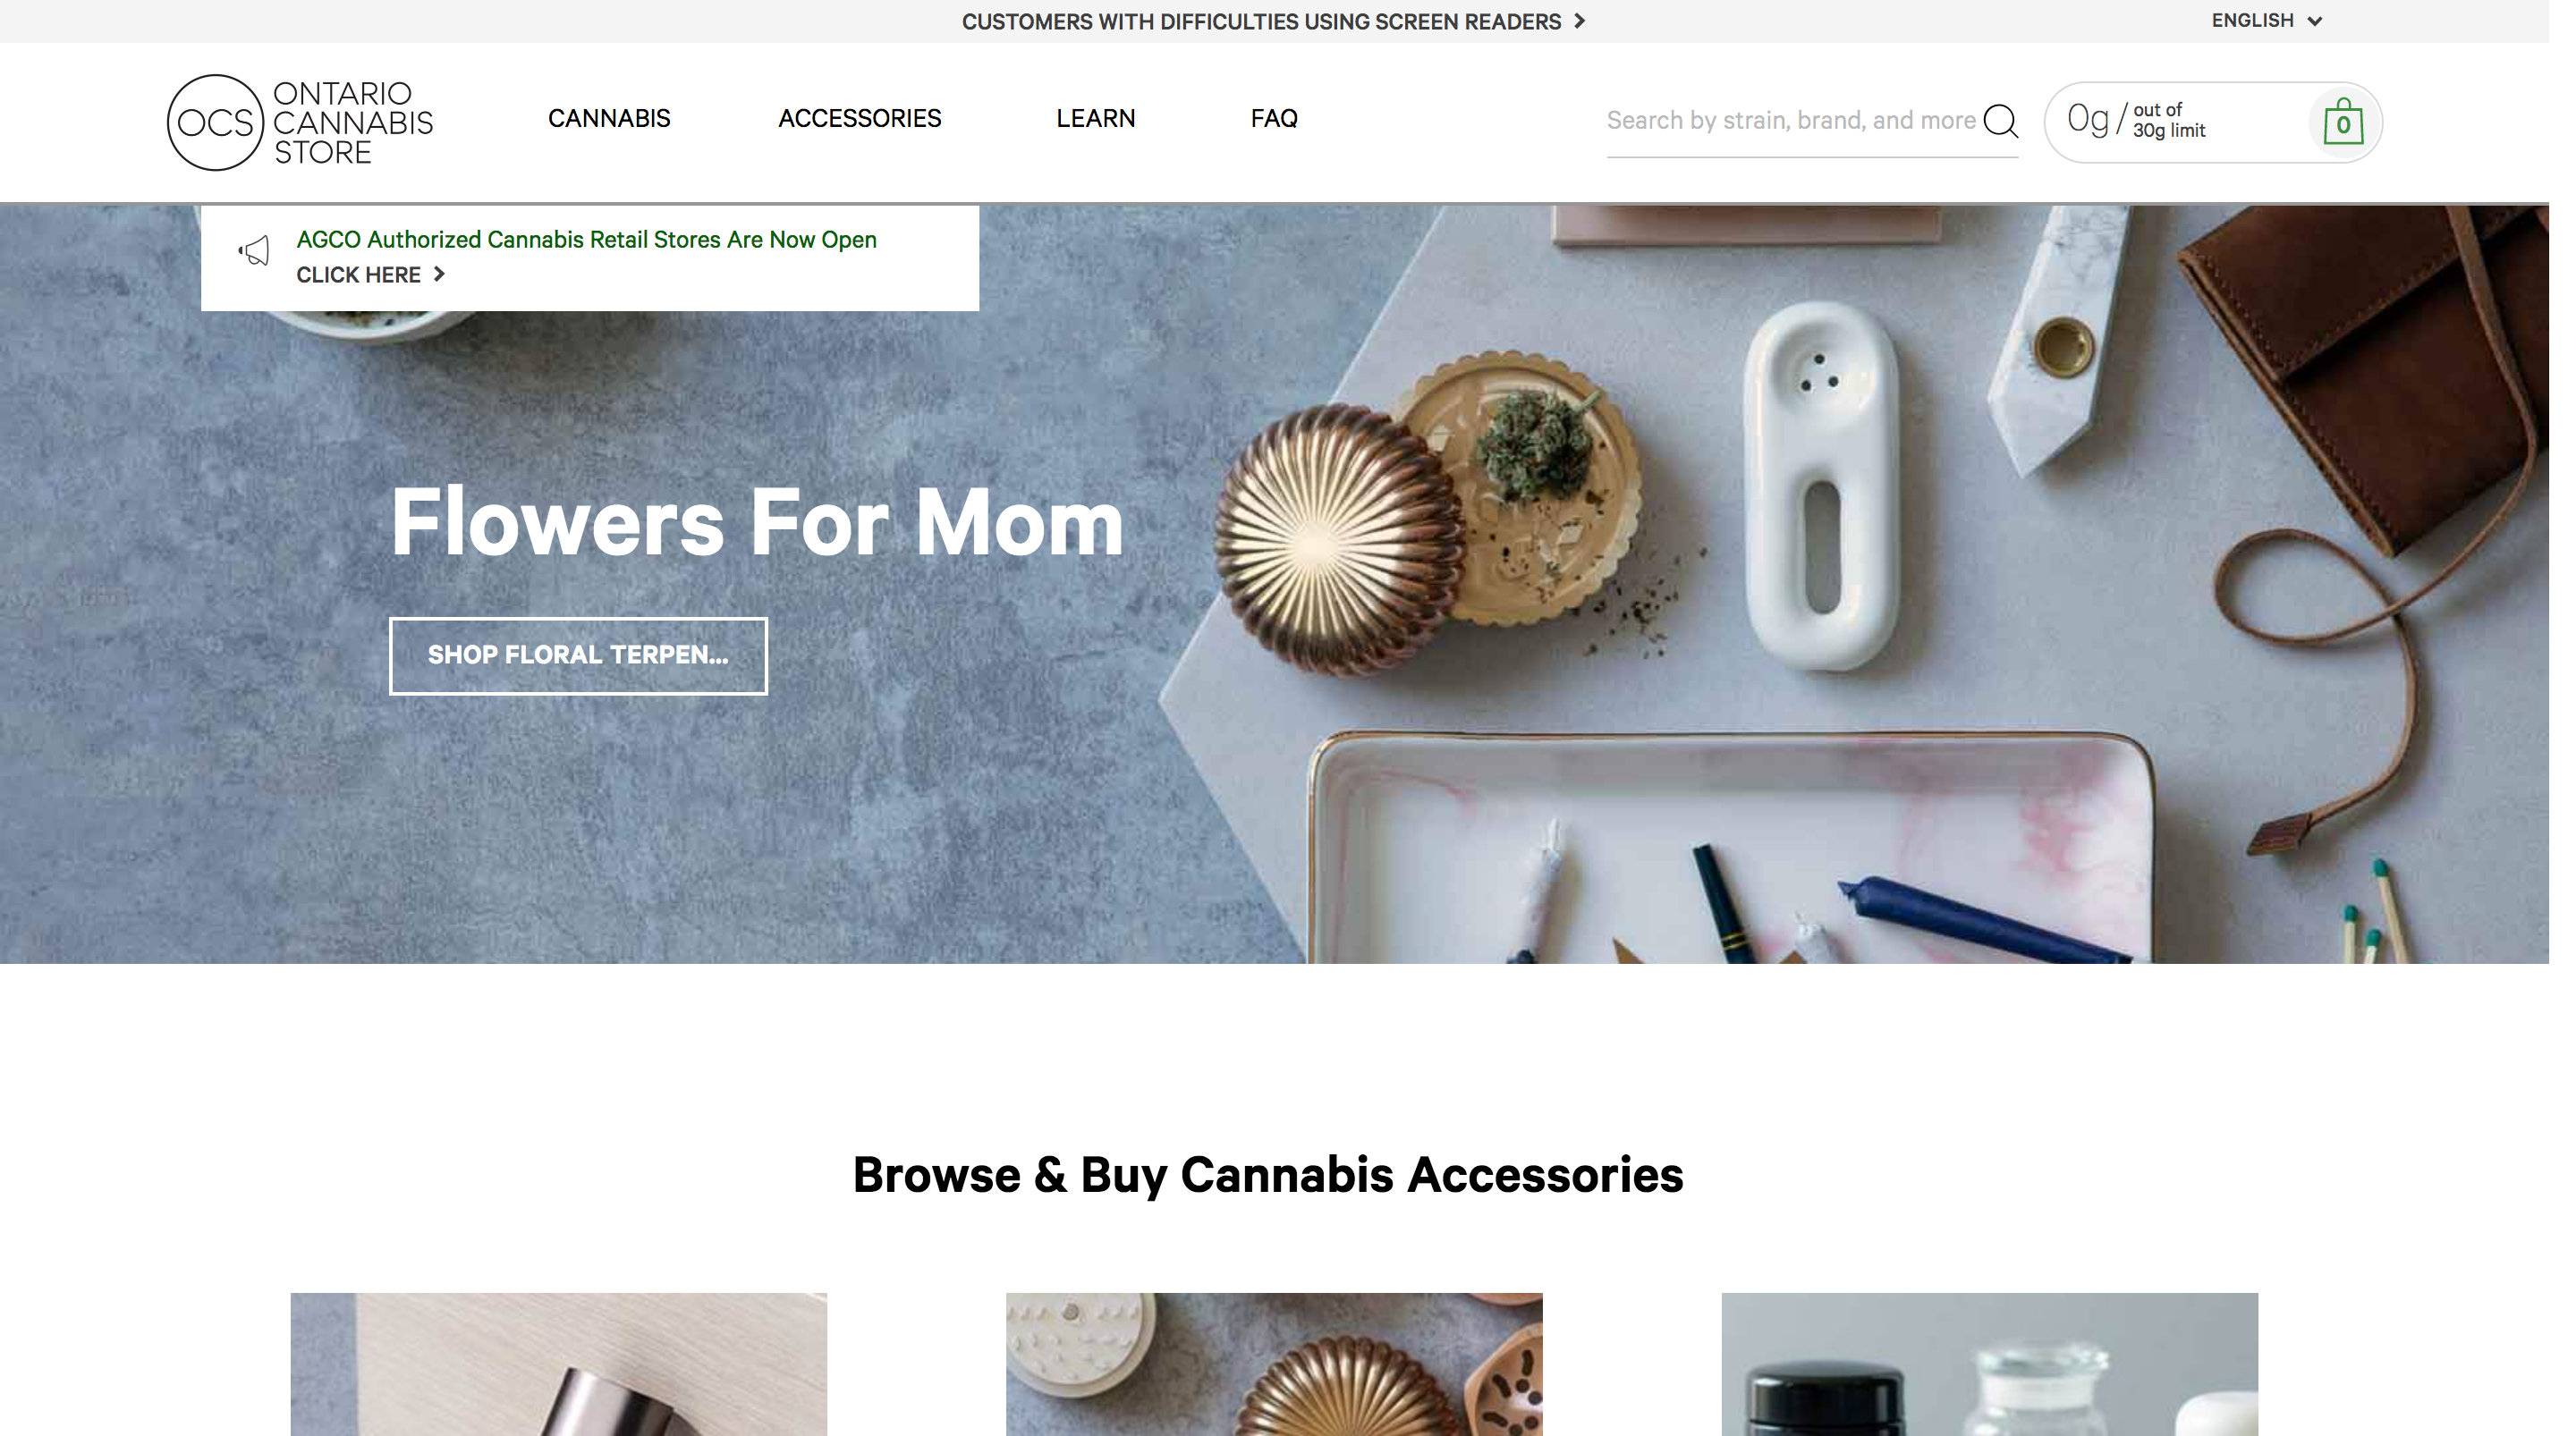 CUSTOMERS WITH DIFFICULTIES USING SCREEN READERS
ENGLISH
OCS
ONTARIO
CANNABIS
STORE
CANNABIS
ACCESSORIES
LEARN
FAQ
Search by strain, brand, and more
0g / out of
30g limit
0
AGCO Authorized Cannabis Retail Stores Are Now Open
CLICK HERE
Flowers For Mom
SHOP FLORAL TERPEN...
Browse & Buy Cannabis Accessories